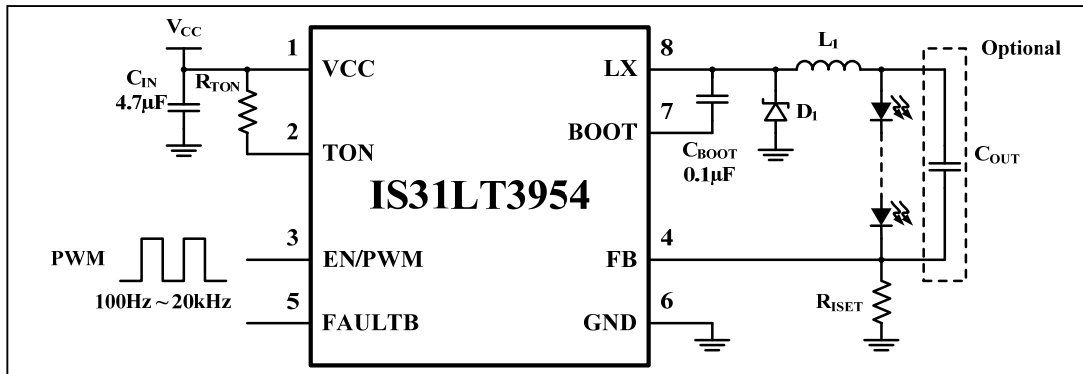 VCC
CIN
4.7µF
RTON
1
VCC
2
TON
PWM
100Hz ~ 20kHz
3
EN/PWM
5
FAULTB
IS31LT3954
8
LX
7
BOOT
4
FB
6
GND
CBOOT
0.1µF
D1
L1
Optional
COUT
RISET